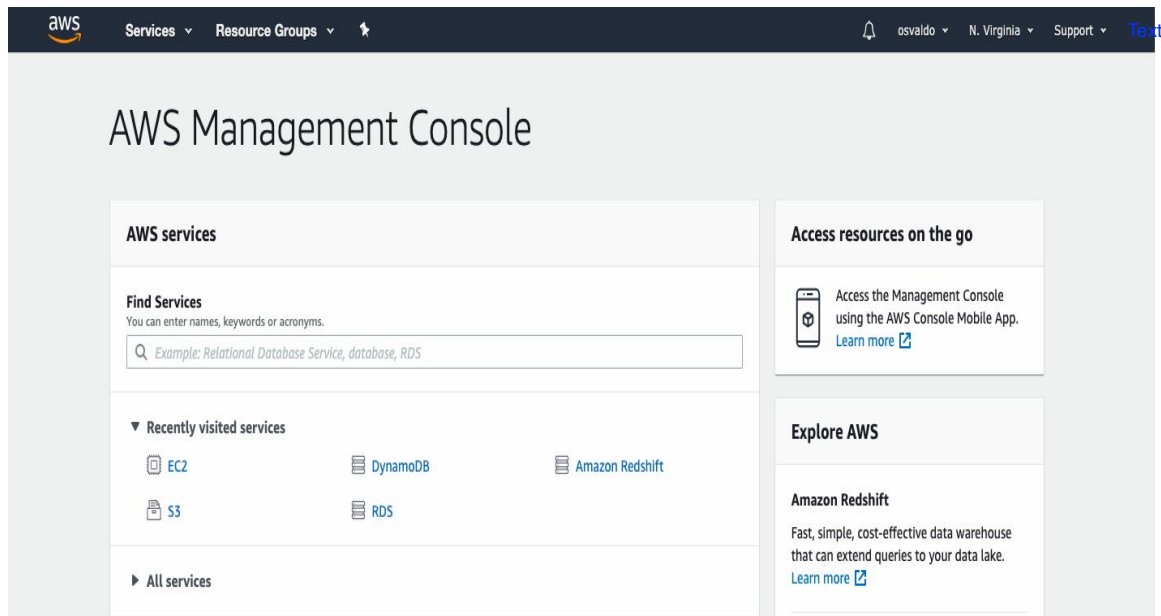 aws Services Resource Groups osvaldo N. Virginia Support Text
AWS Management Console
AWS services
Find Services
You can enter names, keywords or acronyms.
Example: Relational Database Service, database, RDS
Recently visited services
EC2 DynamoDB Amazon Redshift
S3 RDS
All services
Access resources on the go
Access the Management Console
using the AWS Console Mobile App.
Learn more
Explore AWS
Amazon Redshift
Fast, simple, cost-effective data warehouse
that can extend queries to your data lake.
Learn more